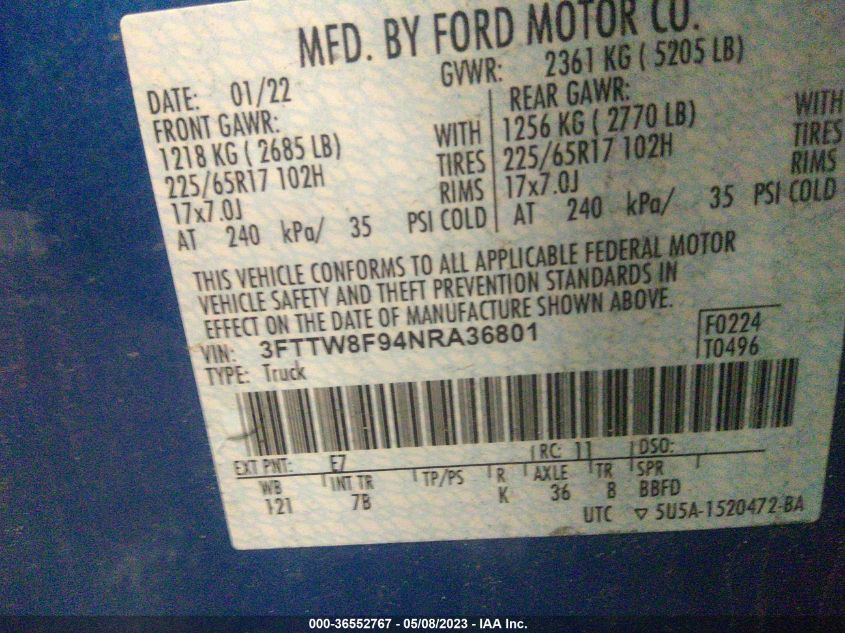 MFD. BY FORD MOTOR CO.
DATE: 01/22 GVWR: 2361 KG ( 5205 LB)
FRONT GAWR: REAR GAWR:
1218 KG ( 2685 LB) WITH 1256 KG ( 2770 LB) WITH
225/65R17 102H TIRES 225/65R17 102H TIRES
17x7.0J RIMS 17x7.0J RIMS
AT 240 kPa/ 35 PSI COLD AT 240 kPa/ 35 PSI COLD
THIS VEHICLE CONFORMS TO ALL APPLICABLE FEDERAL MOTOR
VEHICLE SAFETY AND THEFT PREVENTION STANDARDS IN
EFFECT ON THE DATE OF MANUFACTURE SHOWN ABOVE.
VIN: 3FTTW8F94NRA36801 F0224
TYPE: Truck T0496
EXT PNT: E7 RC: 11 DSO:
WB INT TR TP/PS R AXLE TR SPR
121 7B K 36 8 BBFD
UTC ▽ 5U5A-1520472-BA
000-36552767 - 05/08/2023 - IAA Inc.